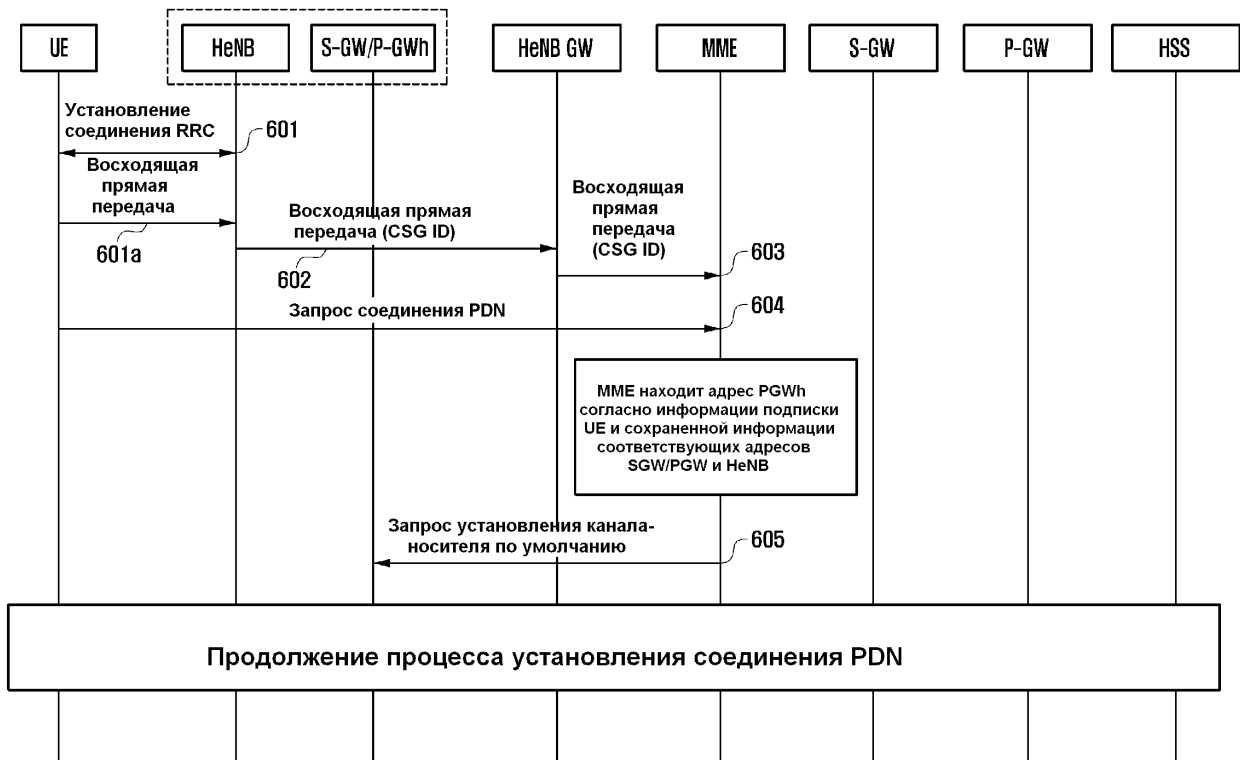 UE
HeNB
S-GW/P-GWh
HeNB GW
MME
S-GW
P-GW
HSS
Установление
соединения RRC
601
Восходящая
прямая
передача
601a
Восходящая прямая
передача (CSG ID)
602
Восходящая
прямая
передача
(CSG ID)
603
Запрос соединения PDN
604
MME находит адрес PGWh
согласно информации подписки
UE и сохраненной информации
соответствующих адресов
SGW/PGW и HeNB
Запрос установления канала-
носителя по умолчанию
605
Продолжение процесса установления соединения PDN